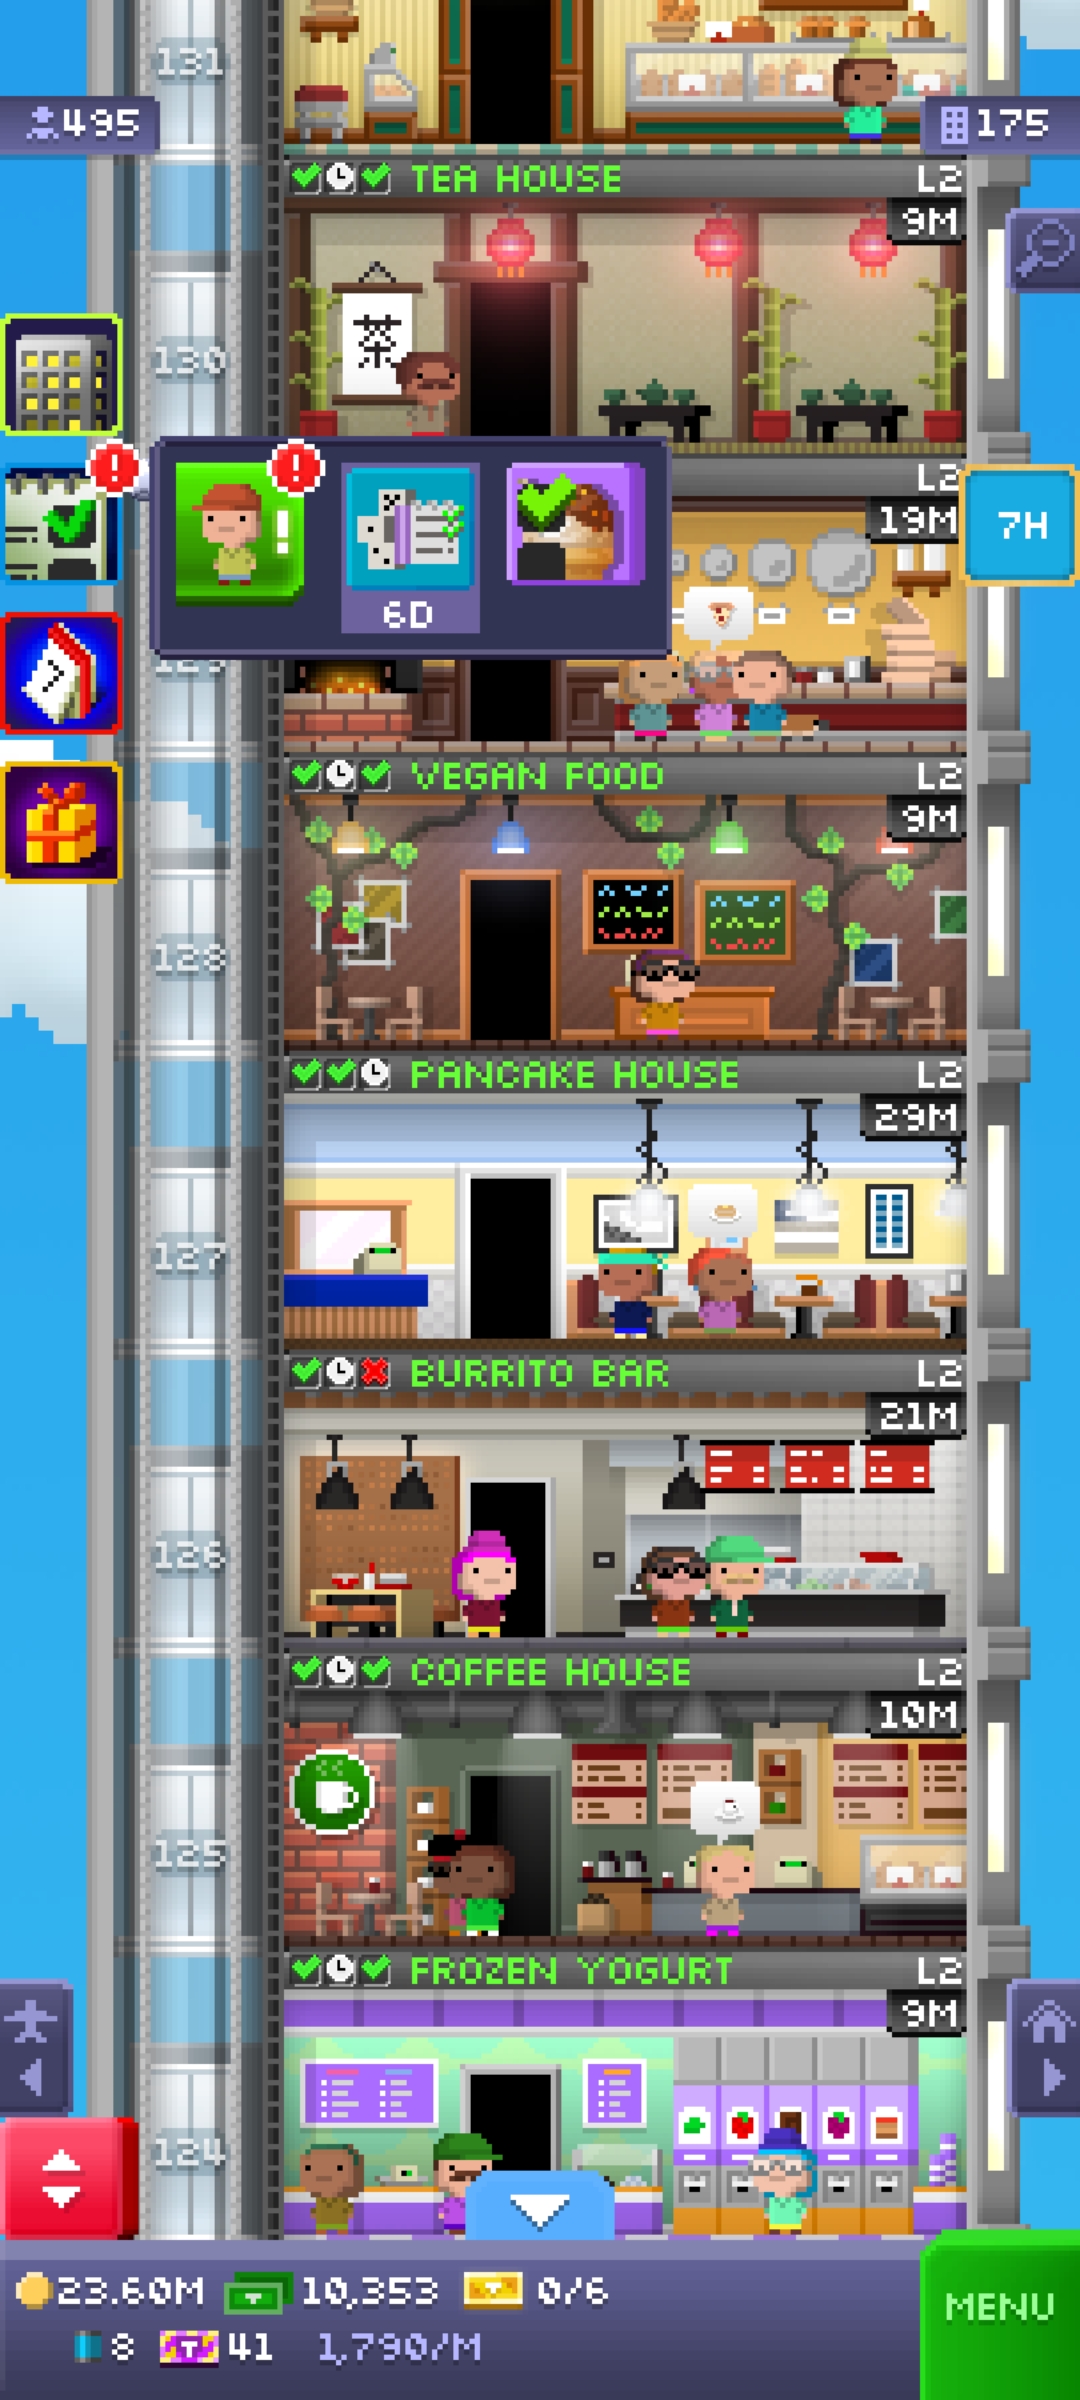 131
495
175
TEA HOUSE L2
9M
茶
130
L2
19M
7H
6D
VEGAN FOOD L2
9M
128
PANCAKE HOUSE L2
29M
127
BURRITO BAR L2
21M
126
COFFEE HOUSE L2
10M
125
FROZEN YOGURT L2
9M
124
23.60M 10,353 0/6
MENU
8 T 41 1,790/M